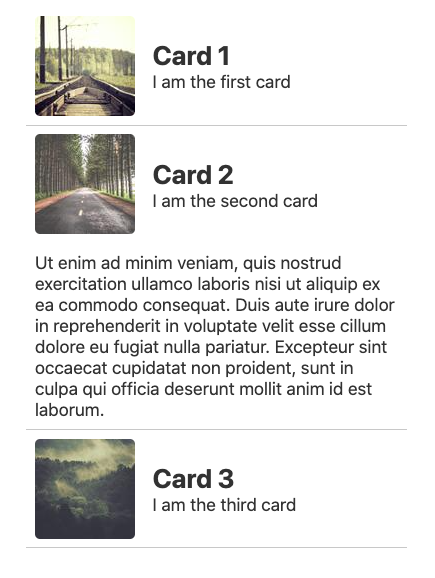 Card 1
I am the first card
Card 2
I am the second card
Ut enim ad minim veniam, quis nostrud
exercitation ullamco laboris nisi ut aliquip ex
ea commodo consequat. Duis aute irure dolor
in reprehenderit in voluptate velit esse cillum
dolore eu fugiat nulla pariatur. Excepteur sint
occaecat cupidatat non proident, sunt in
culpa qui officia deserunt mollit anim id est
laborum.
Card 3
I am the third card